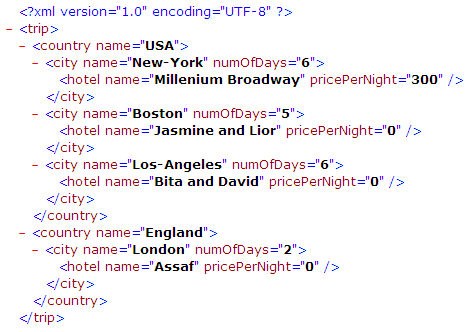 <?xml version="1.0" encoding="UTF-8" ?>
- <trip>
- <country name="USA">
- <city name="New-York" numOfDays="6">
<hotel name="Millenium Broadway" pricePerNight="300" />
</city>
- <city name="Boston" numOfDays="5">
<hotel name="Jasmine and Lior" pricePerNight="0" />
</city>
- <city name="Los-Angeles" numOfDays="6">
<hotel name="Bita and David" pricePerNight="0" />
</city>
</country>
- <country name="England">
- <city name="London" numOfDays="2">
<hotel name="Assaf" pricePerNight="0" />
</city>
</country>
</trip>